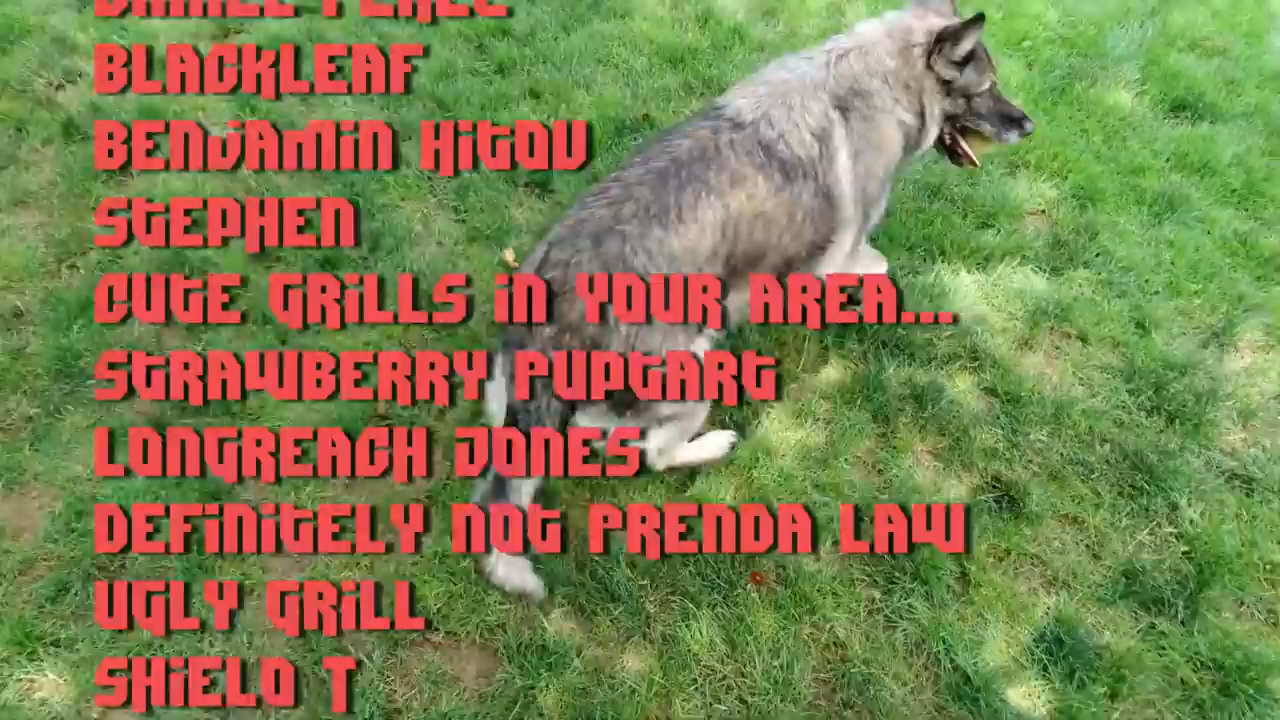 BLACKLEAF
BENJAMIN HITOV
STEPHEN
CUTE GRILLS IN YOUR AREA...
STRAWBERRY PUPTART
LONGREACH JONES
DEFINITELY NOT PRENDA LAW
UGLY GRILL
SHIELD T